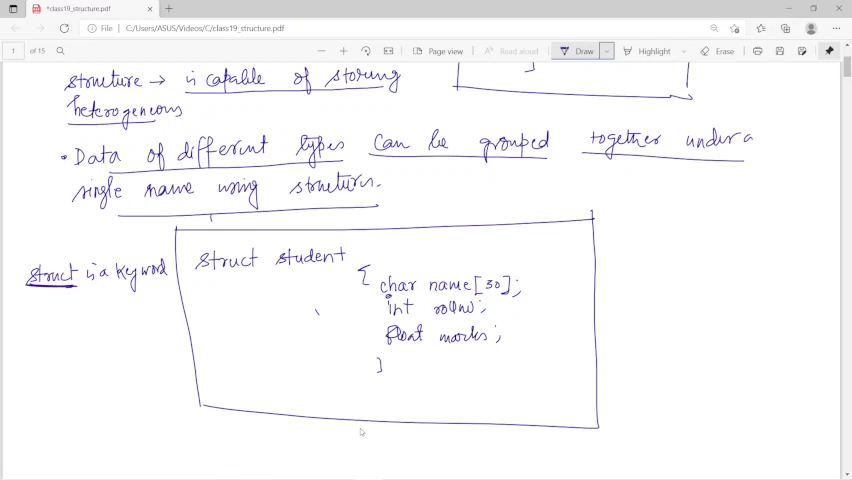 *class19_structure.pdf
File C:/Users/ASUS/Videos/C/class19_structure.pdf
1 of 15 Page view Read aloud Draw Highlight Erase
structure → is capable of storing
heterogeneous
• Data of different types can be grouped together under a
single name using structures.
struct is a keyword
struct student
{
char name[30];
int rollno;
float marks;
}